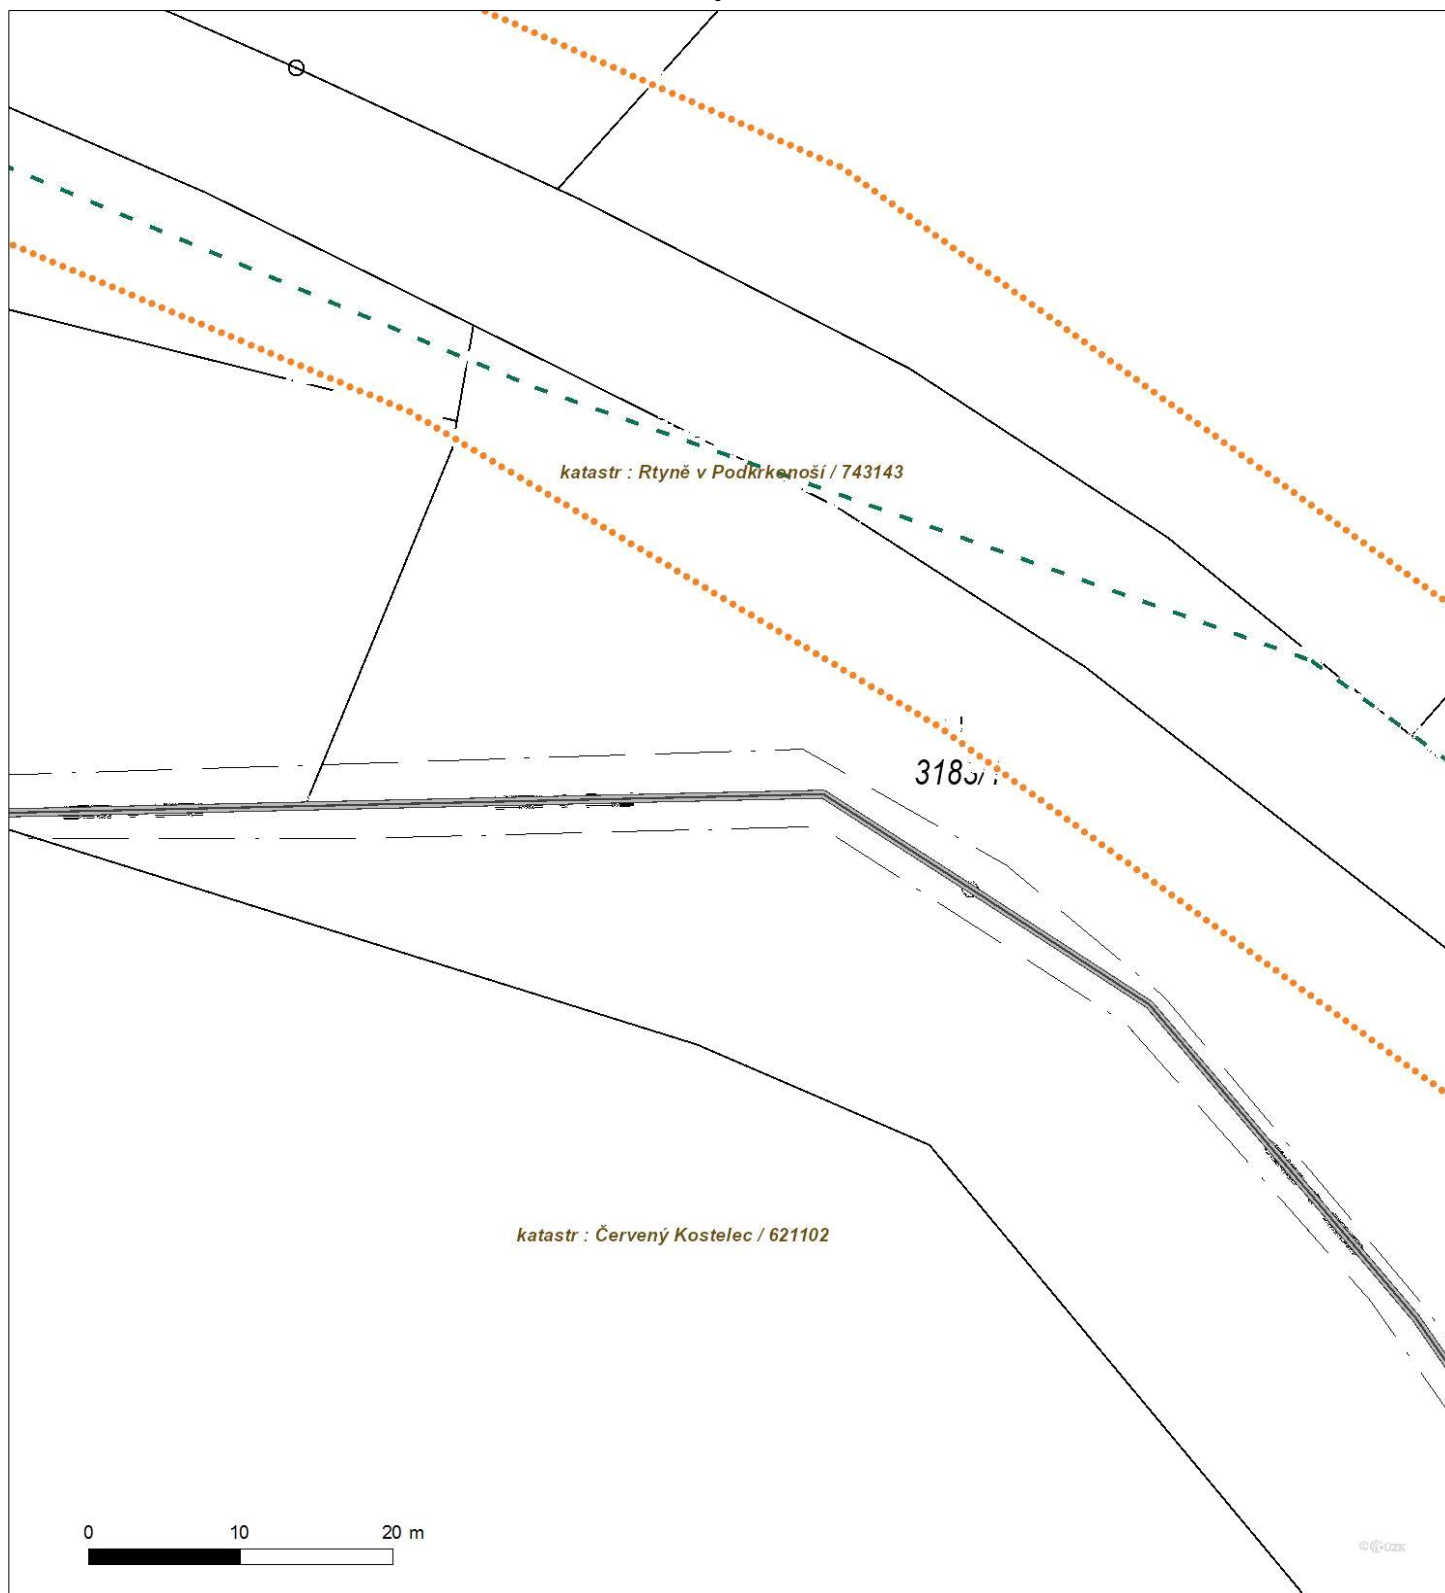 katastr : Rtyně v Podkrkonoší / 743143
katastr : Červený Kostelec / 621102
0 10 20 m